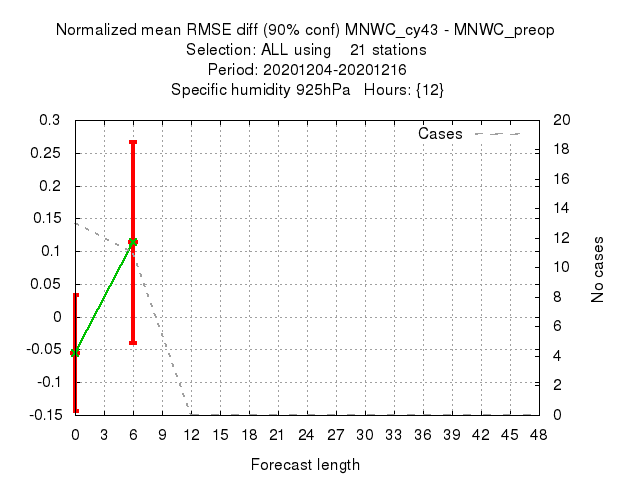 Normalized mean RMSE diff (90% conf) MNWC_cy43 - MNWC_preop
Selection: ALL using    21 stations
Period: 20201204-20201216
Specific humidity 925hPa   Hours: {12}
Cases
0.3
0.25
0.2
0.15
0.1
0.05
0
-0.05
-0.1
-0.15
20
18
16
14
12
10
8
6
4
2
0
No cases
0 3 6 9 12 15 18 21 24 27 30 33 36 39 42 45 48
Forecast length